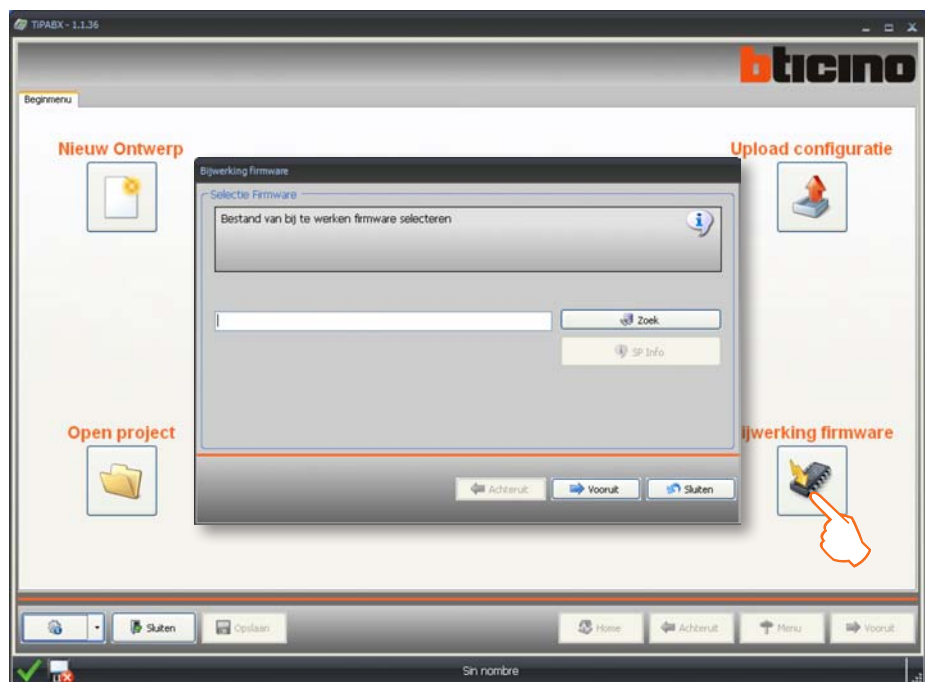 TiPABX - 1.1.36
bticino
Beginmenu
Nieuw Ontwerp
Upload configuratie
Bijwerking firmware
Selectie Firmware
Bestand van bij te werken firmware selecteren
Zoek
SP Info
Open project
ijwerking firmware
Achteruit
Vooruit
Sluiten
Sluiten
Opslaan
Home
Achteruit
Menu
Vooruit
Sin nombre